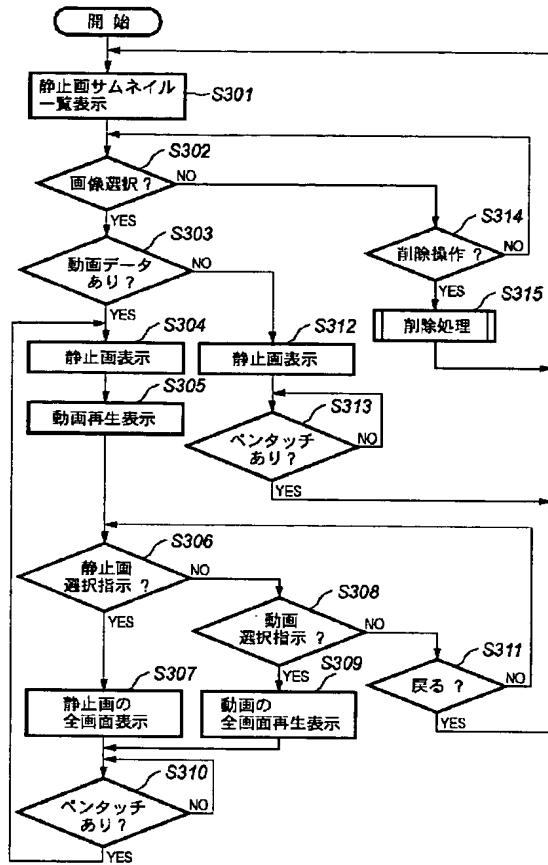 開始
静止画サムネイル
一覧表示
S301
S302
画像選択？
NO
YES
S303
動画データ
あり？
NO
YES
S314
削除操作？
NO
YES
S315
削除処理
S304
静止画表示
S312
静止画表示
S305
動画再生表示
S313
ペンタッチ
あり？
NO
YES
S306
静止画
選択指示？
NO
YES
S308
動画
選択指示？
NO
YES
S311
戻る？
NO
YES
S307
静止画の
全画面表示
S309
動画の
全画面再生表示
S310
ペンタッチ
あり？
NO
YES